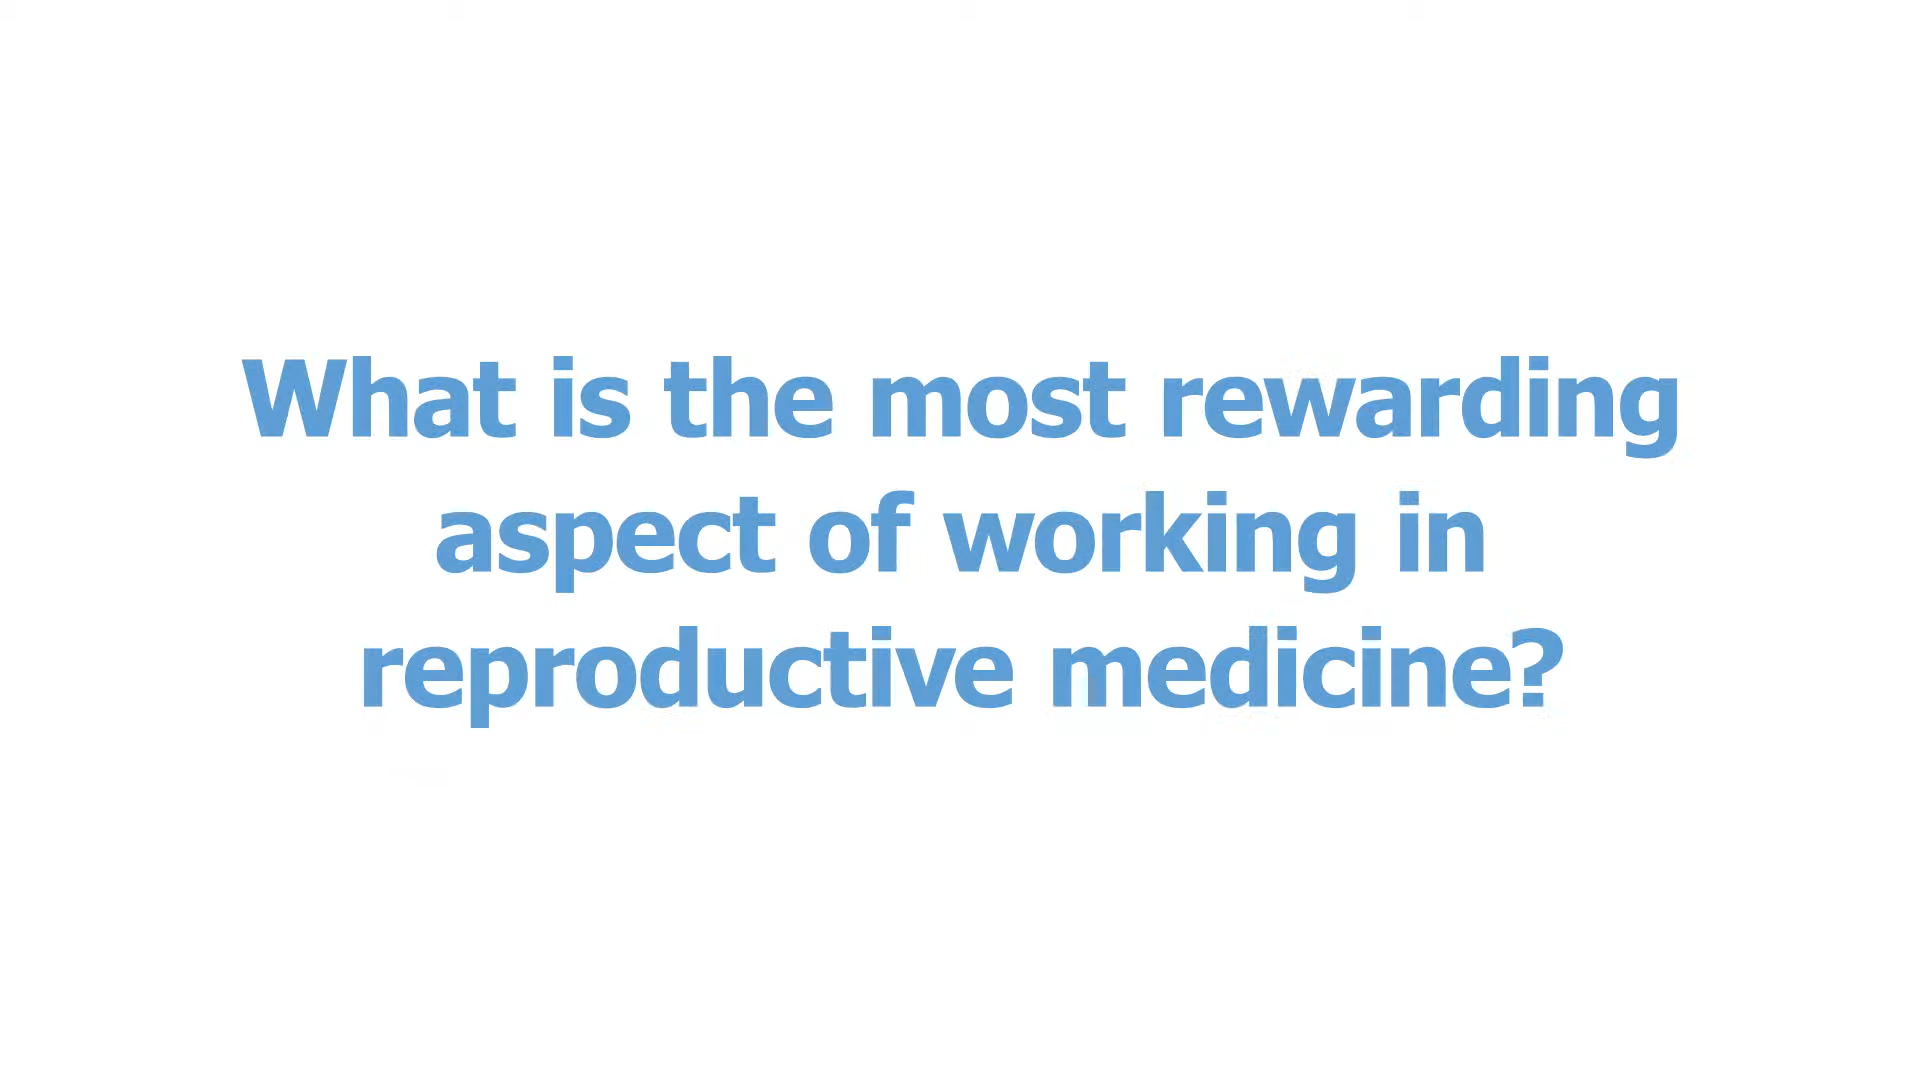 What is the most rewarding
aspect of working in
reproductive medicine?